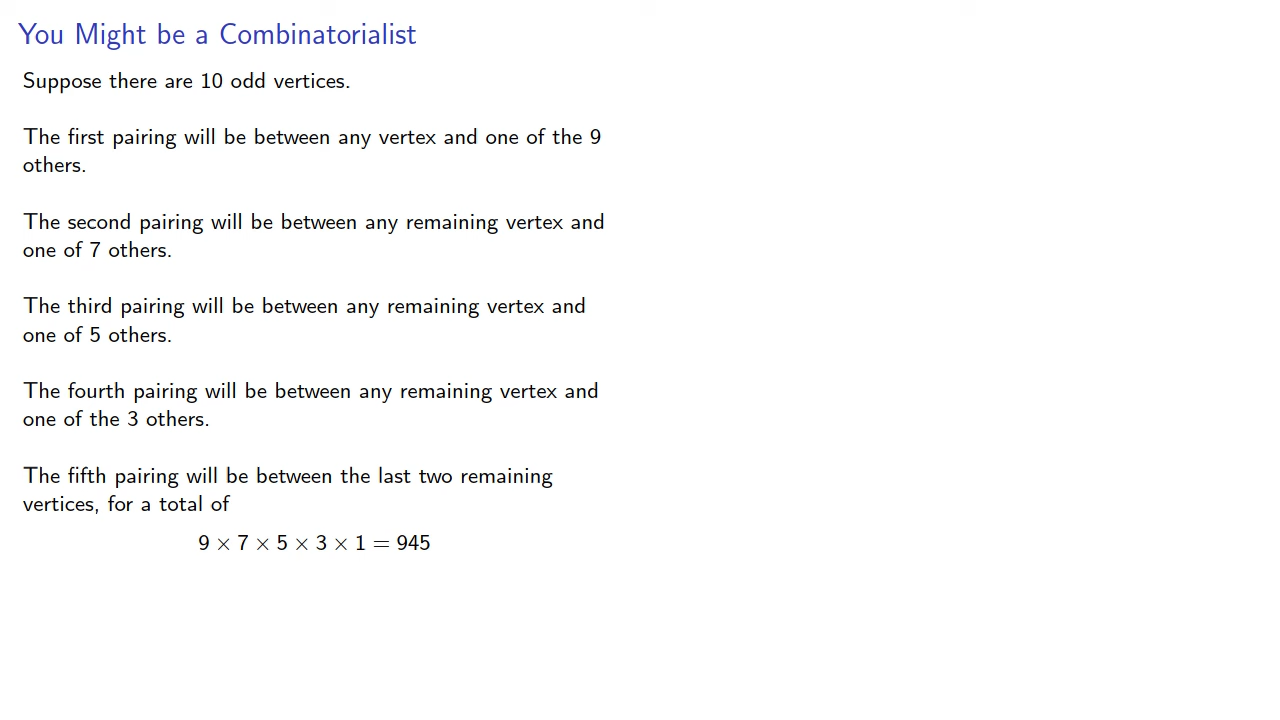 You Might be a Combinatorialist
Suppose there are 10 odd vertices.
The first pairing will be between any vertex and one of the 9
others.
The second pairing will be between any remaining vertex and
one of 7 others.
The third pairing will be between any remaining vertex and
one of 5 others.
The fourth pairing will be between any remaining vertex and
one of the 3 others.
The fifth pairing will be between the last two remaining
vertices, for a total of
9 × 7 × 5 × 3 × 1 = 945